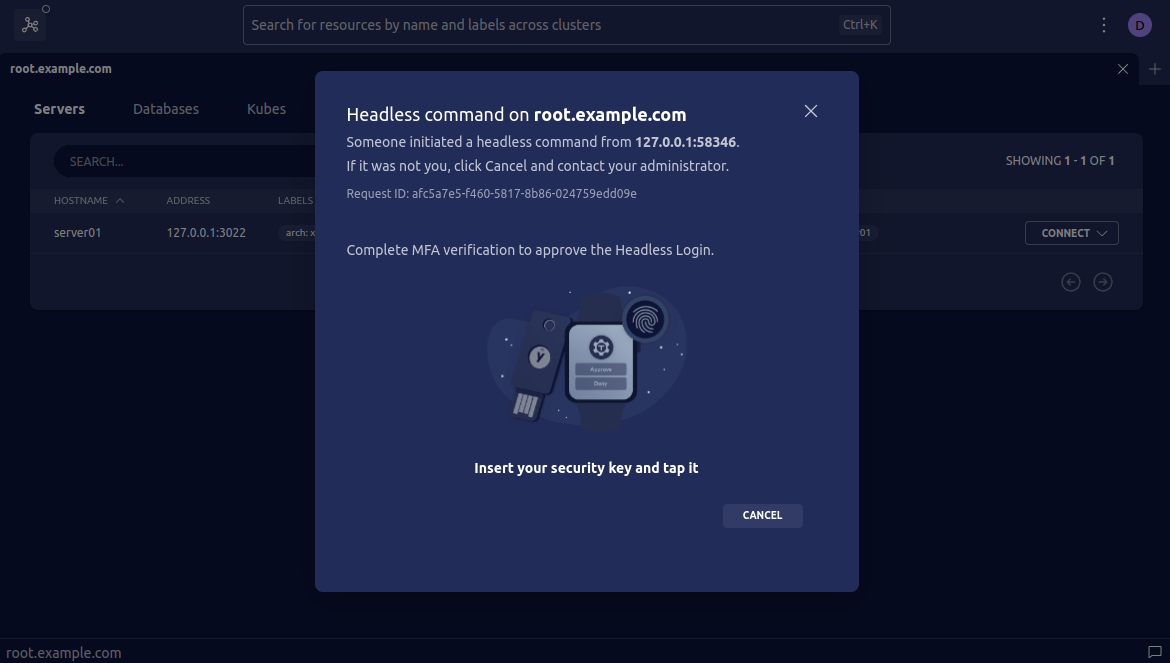 Search for resources by name and labels across clusters
Ctrl+K
D
root.example.com
Servers
Databases
Kubes
SEARCH...
SHOWING 1 - 1 OF 1
HOSTNAME
ADDRESS
LABELS
server01
127.0.0.1:3022
arch: x
01
CONNECT
Headless command on root.example.com
Someone initiated a headless command from 127.0.0.1:58346.
If it was not you, click Cancel and contact your administrator.
Request ID: afc5a7e5-f460-5817-8b86-024759edd09e
Complete MFA verification to approve the Headless Login.
y
T
Approve
Deny
Insert your security key and tap it
CANCEL
root.example.com